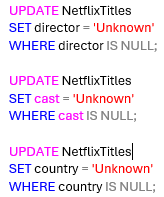 UPDATE NetflixTitles
SET director = 'Unknown'
WHERE director IS NULL;

UPDATE NetflixTitles
SET cast = 'Unknown'
WHERE cast IS NULL;

UPDATE NetflixTitles
SET country = 'Unknown'
WHERE country IS NULL;